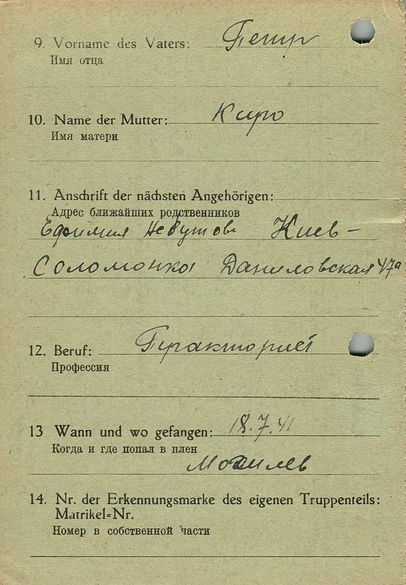 9. Vorname des Vaters: Петр
Имя отца
10. Name der Mutter: Кира
Имя матери
11. Anschrift der nächsten Angehörigen:
Адрес ближайших родственников
Ефимия Киев-
Соломонка Даниловская 47а
12. Beruf: Тракторист
Профессия
13 Wann und wo gefangen: 18.7.41
Когда и где попал в плен
Могилев
14. Nr. der Erkennungsmarke des eigenen Truppenteils:
Matrikel=Nr.
Номер в собственной части